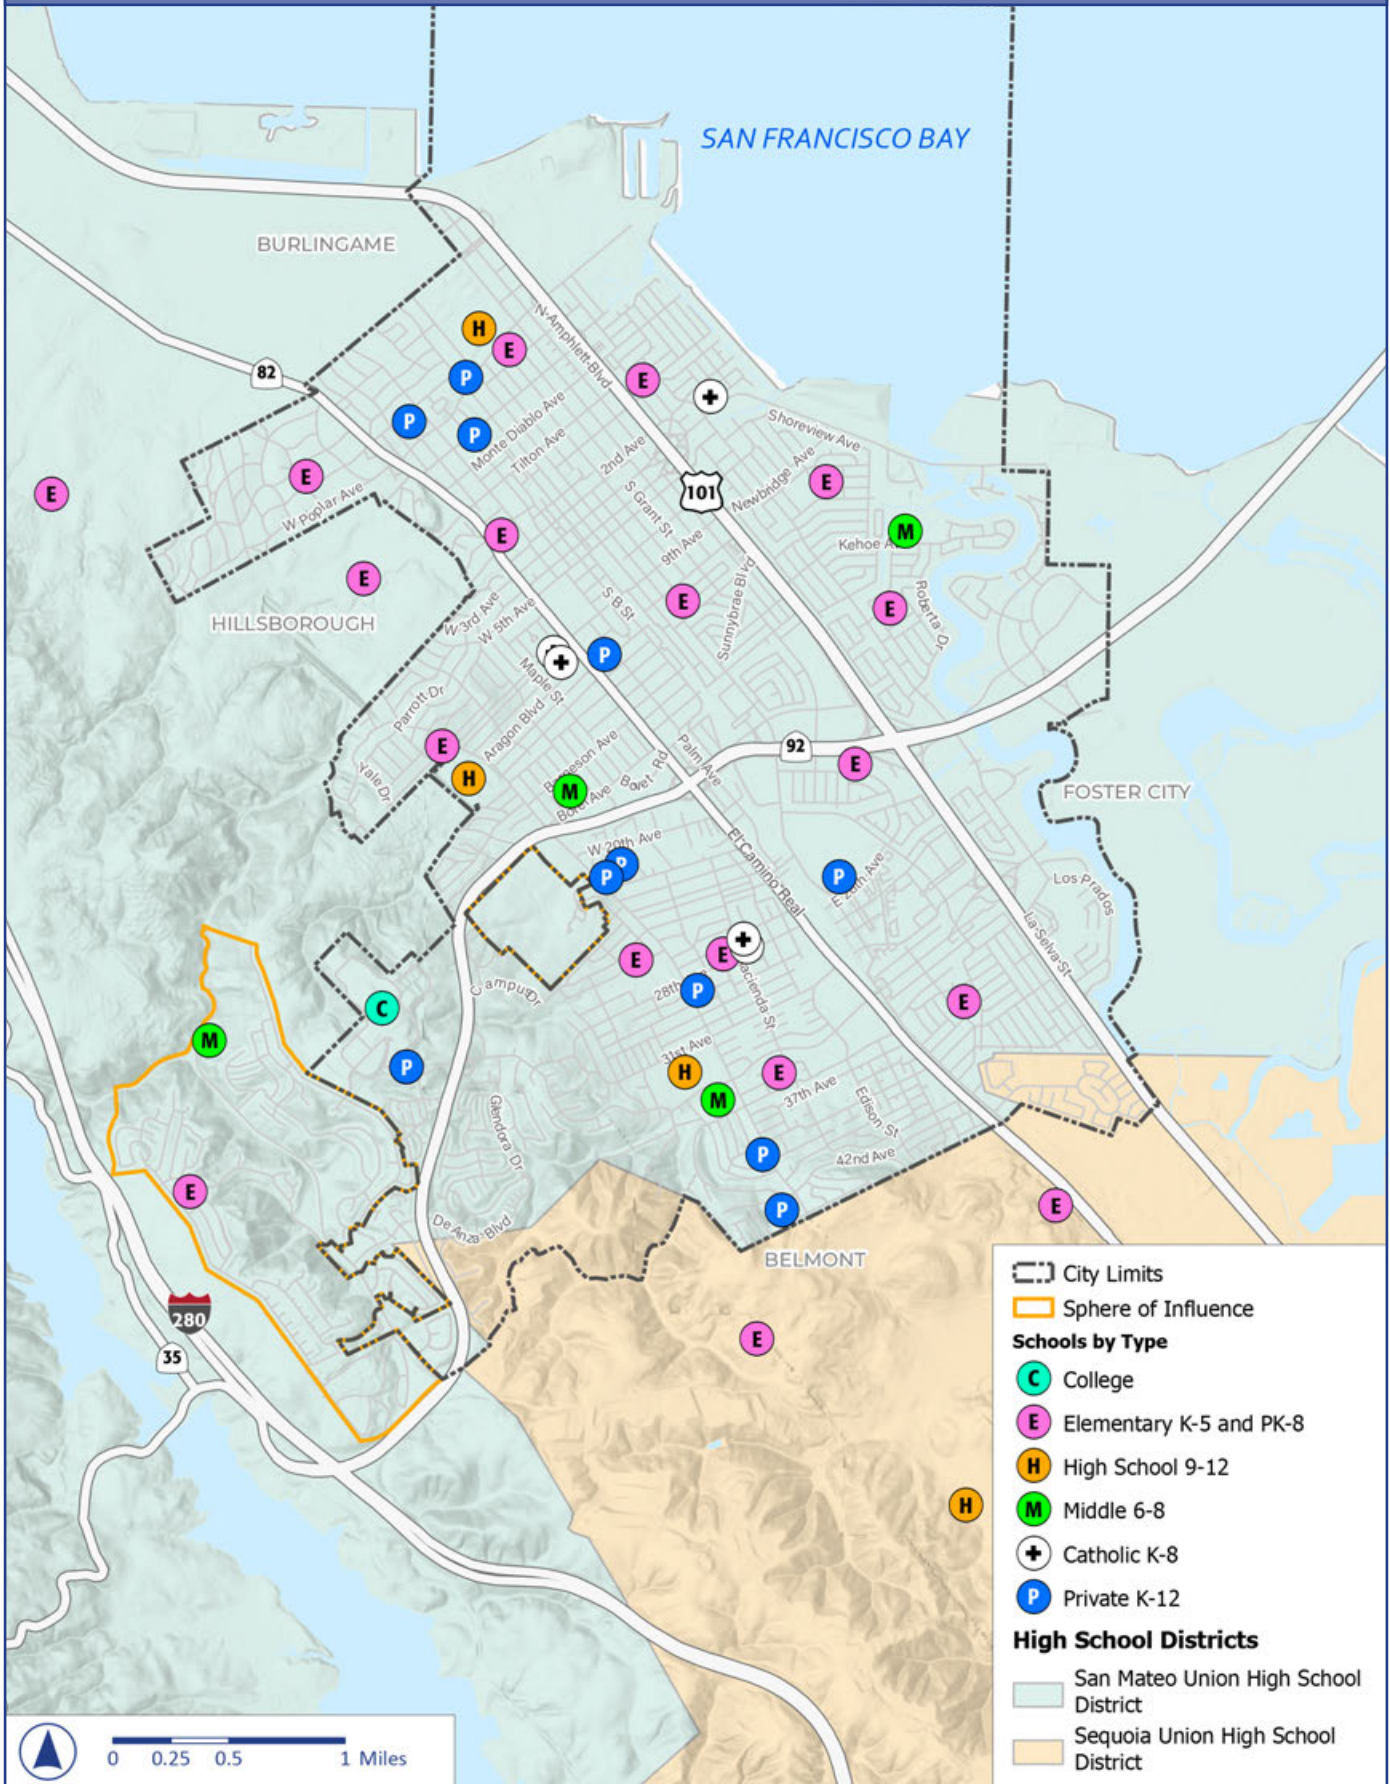 SAN FRANCISCO BAY
BURLINGAME
H
E
N Amphlett Blvd
82
P
E
P
P
Monte Diablo Ave
Tilton Ave
Shoreview Ave
2nd Ave
E
E
W Poplar Ave
101
S Grant St
Newbridge Ave
E
E
M
9th Ave
Kehoe
E
HILLSBOROUGH
W 3rd Ave
W 5th Ave
S B St
E
Sunnybrae Blvd
E
Roberta Dr
P
Maple St
Parrott Dr
Aragon Blvd
E
H
Yale Dr
M
Bovet Rd
Palm Ave
92
E
FOSTER CITY
W 20th Ave
P
P
El Camino Real
P
E 28th Ave
Los Prados
La Selva St
Campus Dr
E
E
28th
P
C
M
P
E
31st Ave
H
M
E
37th Ave
Edison St
Glendora Dr
42nd Ave
P
E
P
E
De Anza Blvd
BELMONT
280
35
E
H
City Limits
Sphere of Influence
Schools by Type
C College
E Elementary K-5 and PK-8
H High School 9-12
M Middle 6-8
Catholic K-8
P Private K-12
High School Districts
San Mateo Union High School
District
Sequoia Union High School
District
0 0.25 0.5 1 Miles